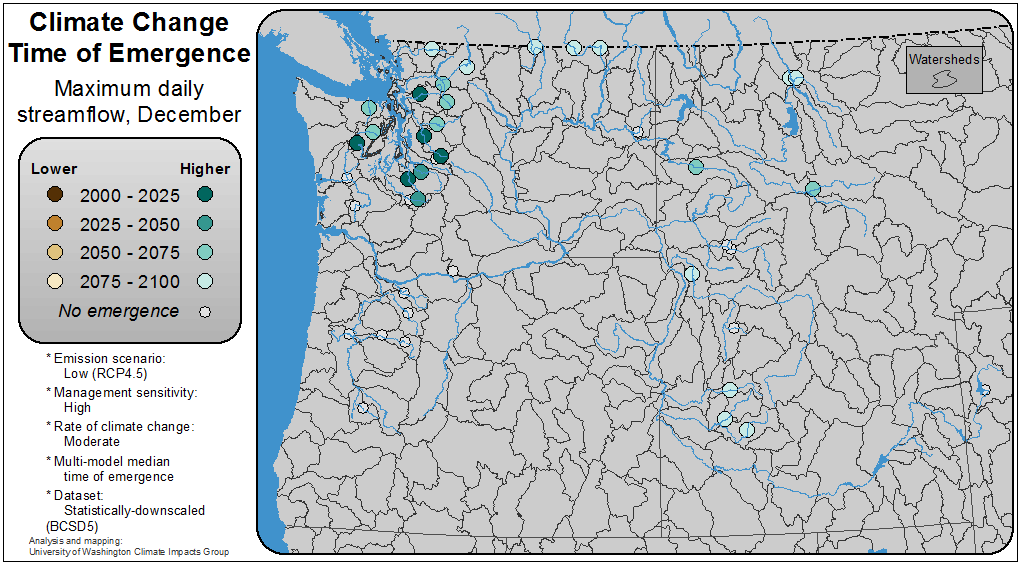 Climate Change
Time of Emergence
Maximum daily
streamflow, December
Lower Higher
2000 - 2025
2025 - 2050
2050 - 2075
2075 - 2100
No emergence
* Emission scenario:
Low (RCP4.5)
* Management sensitivity:
High
* Rate of climate change:
Moderate
* Multi-model median
time of emergence
* Dataset:
Statistically-downscaled
(BCSD5)
Analysis and mapping:
University of Washington Climate Impacts Group
Watersheds